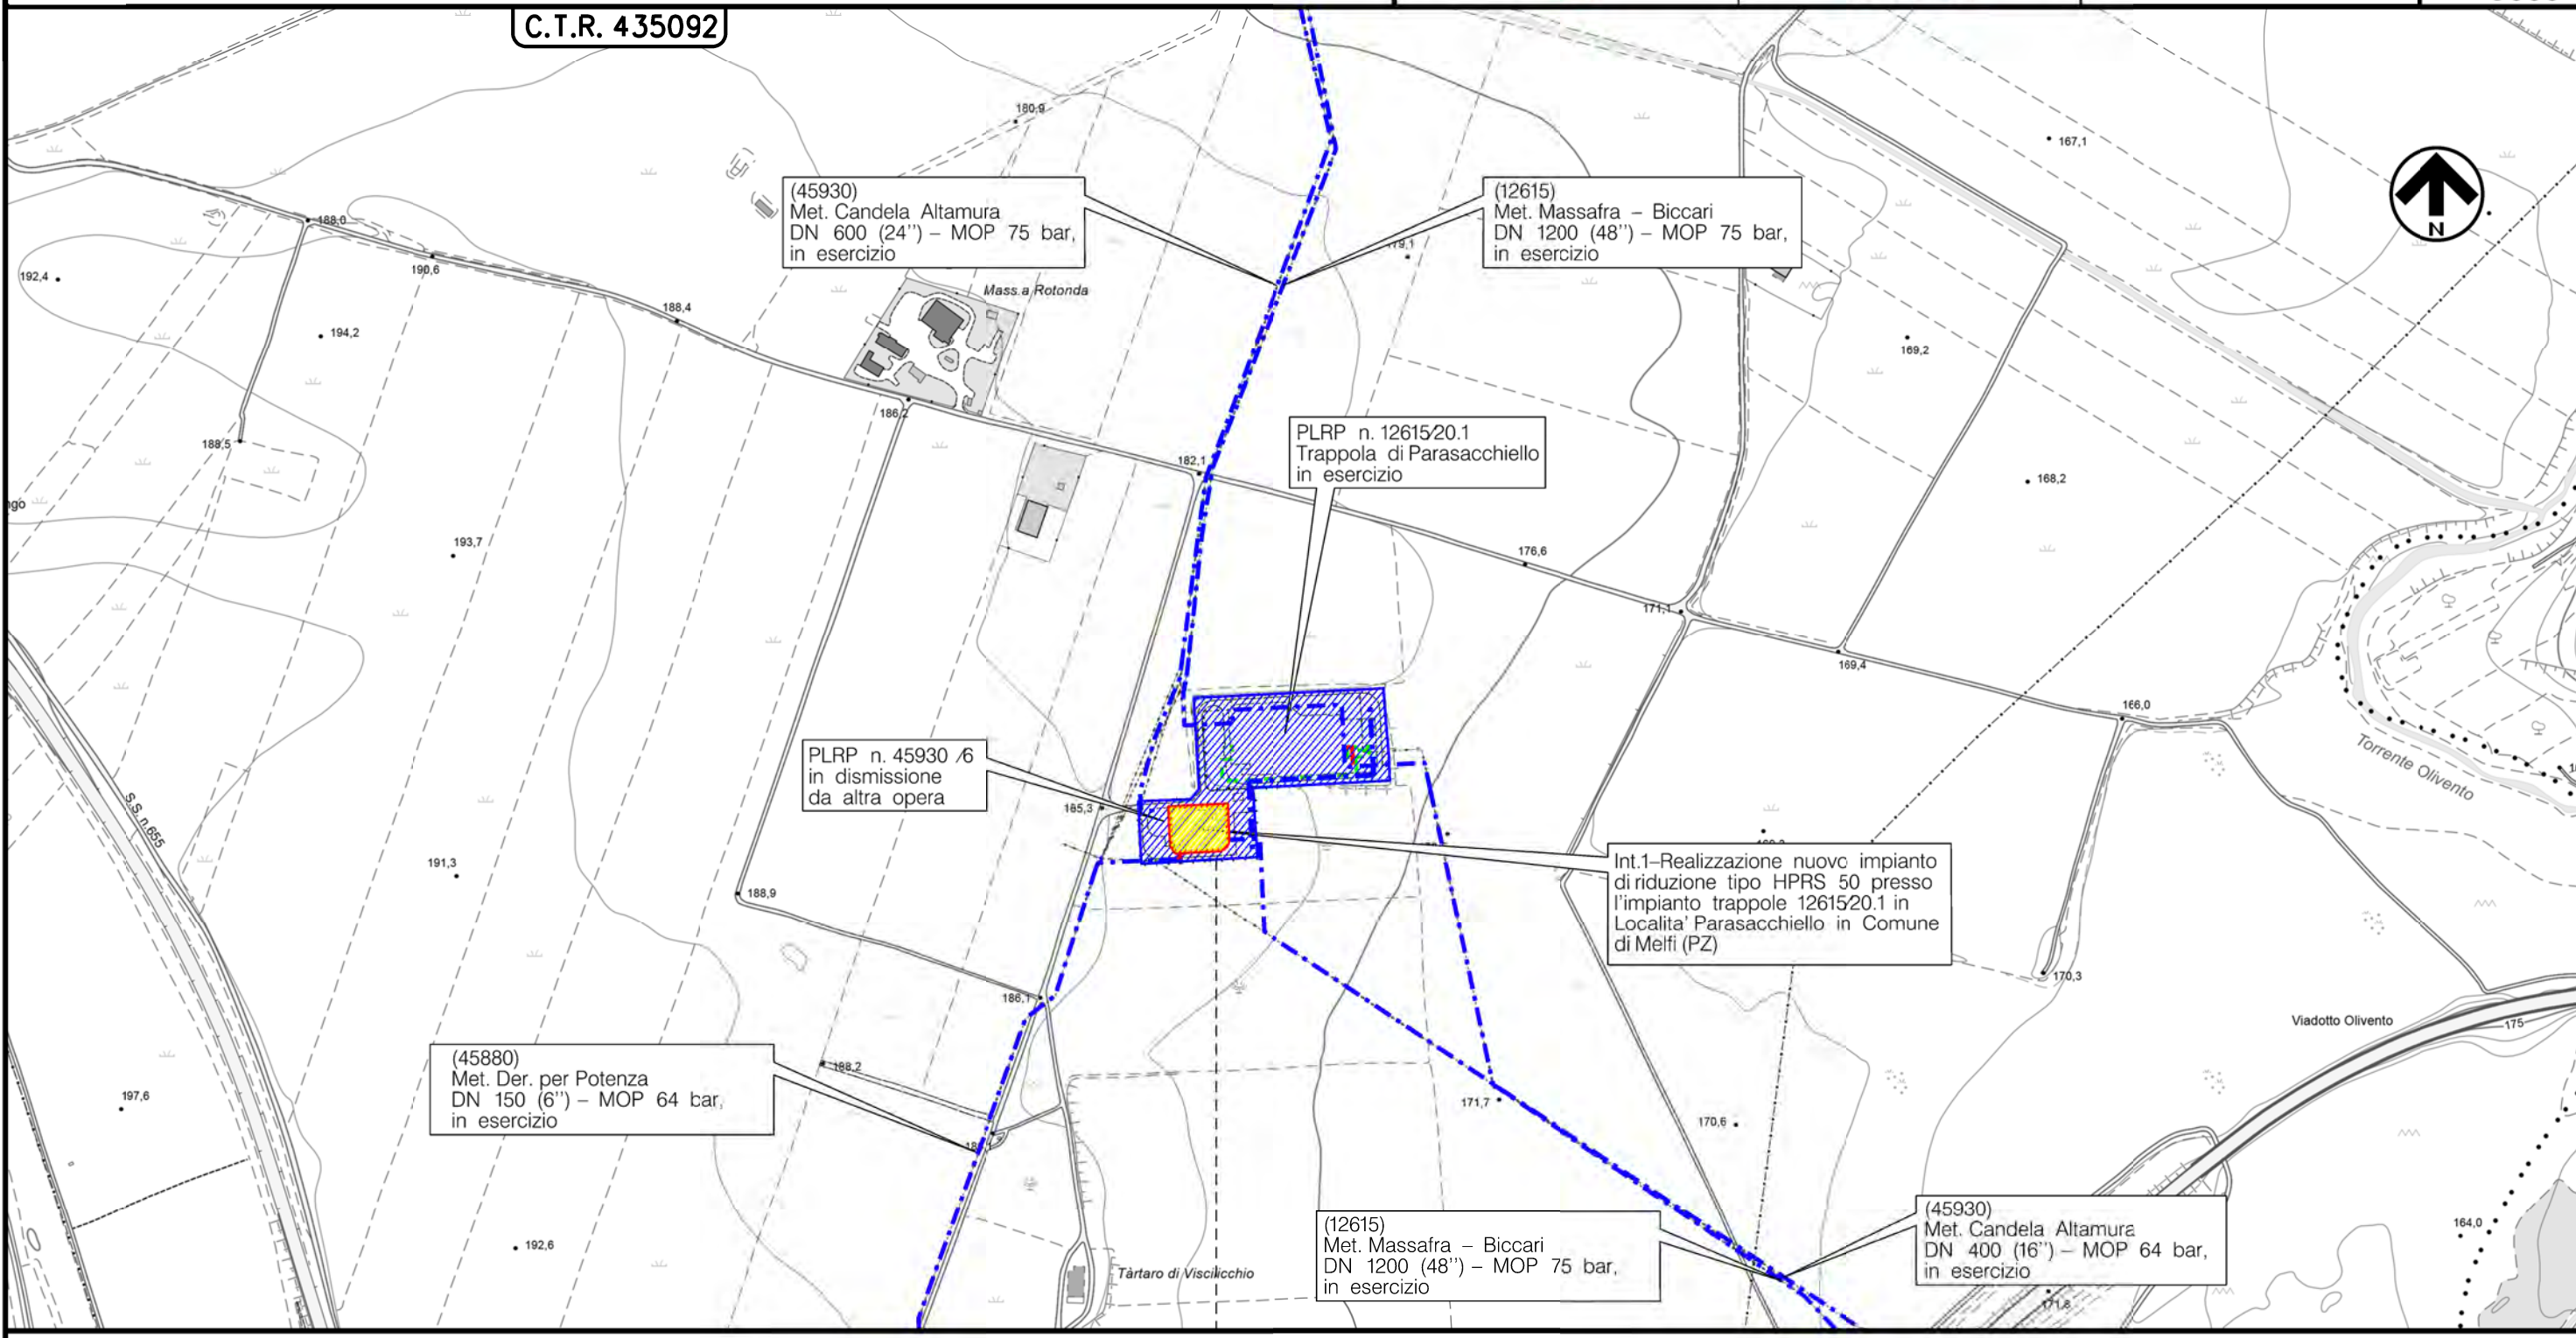 C.T.R. 435092
180,9
167,1
(45930)
Met. Candela Altamura
DN 600 (24'') – MOP 75 bar,
in esercizio
(12615)
Met. Massafra – Biccari
DN 1200 (48'') – MOP 75 bar,
in esercizio
N
188,0
190,6
192,4
194,2
188,4
Mass.a Rotonda
169,2
186,2
188,5
182,1
PLRP n. 12615/20.1
Trappola di Parasacchiello
in esercizio
168,2
193,7
176,6
171,1
169,4
166,0
Torrente Olivento
PLRP n. 45930 /6
in dismissione
da altra opera
185,3
S.S. n.655
191,3
188,9
Int.1–Realizzazione nuovo impianto
di riduzione tipo HPRS 50 presso
l'impianto trappole 12615/20.1 in
Localita' Parasacchiello in Comune
di Melfi (PZ)
170,3
186,1
Viadotto Olivento
175
(45880)
Met. Der. per Potenza
DN 150 (6'') – MOP 64 bar,
in esercizio
188,2
197,6
171,7
170,6
192,6
Tàrtaro di Viscilicchio
(12615)
Met. Massafra – Biccari
DN 1200 (48'') – MOP 75 bar,
in esercizio
(45930)
Met. Candela Altamura
DN 400 (16'') – MOP 64 bar,
in esercizio
164,0
171,8